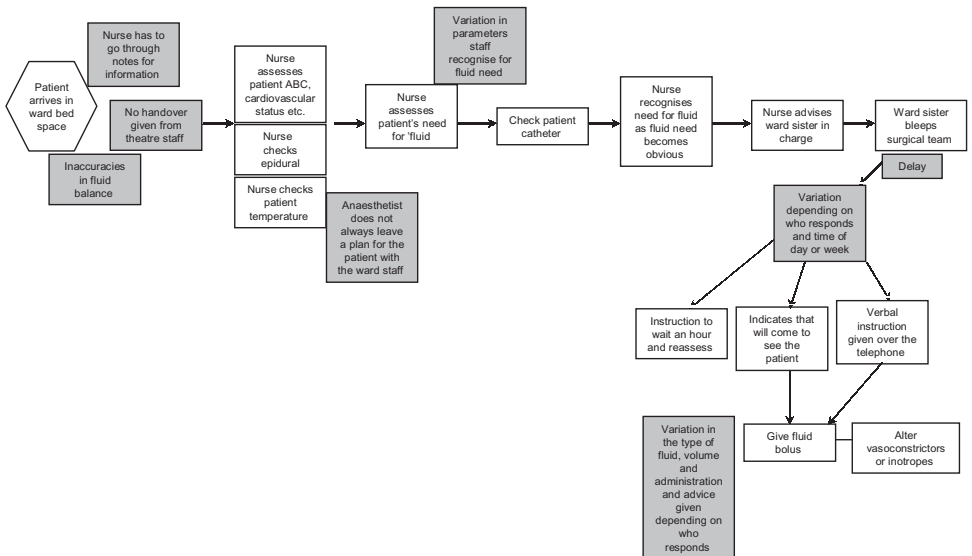 Patient
arrives in
ward bed
space
Nurse has to
go through
notes for
information
No handover
given from
theatre staff
Inaccuracies
in fluid
balance
Nurse
assesses
patient ABC,
cardiovascular
status etc.
Nurse
checks
epidural
Nurse checks
patient
temperature
Anaesthetist
does not
always leave
a plan for the
patient with
the ward staff
Variation in
parameters
staff
recognise for
fluid need
Nurse
assesses
patient's need
for 'fluid
Check patient
catheter
Nurse
recognises
need for fluid
as fluid need
becomes
obvious
Nurse advises
ward sister in
charge
Ward sister
bleeps
surgical team
Delay
Variation
depending on
who responds
and time of
day or week
Instruction to
wait an hour
and reassess
Indicates that
will come to
see the
patient
Verbal
instruction
given over the
telephone
Variation in
the type of
fluid, volume
and
administration
and advice
given
depending on
who
responds
Give fluid
bolus
Alter
vasoconstrictors
or inotropes